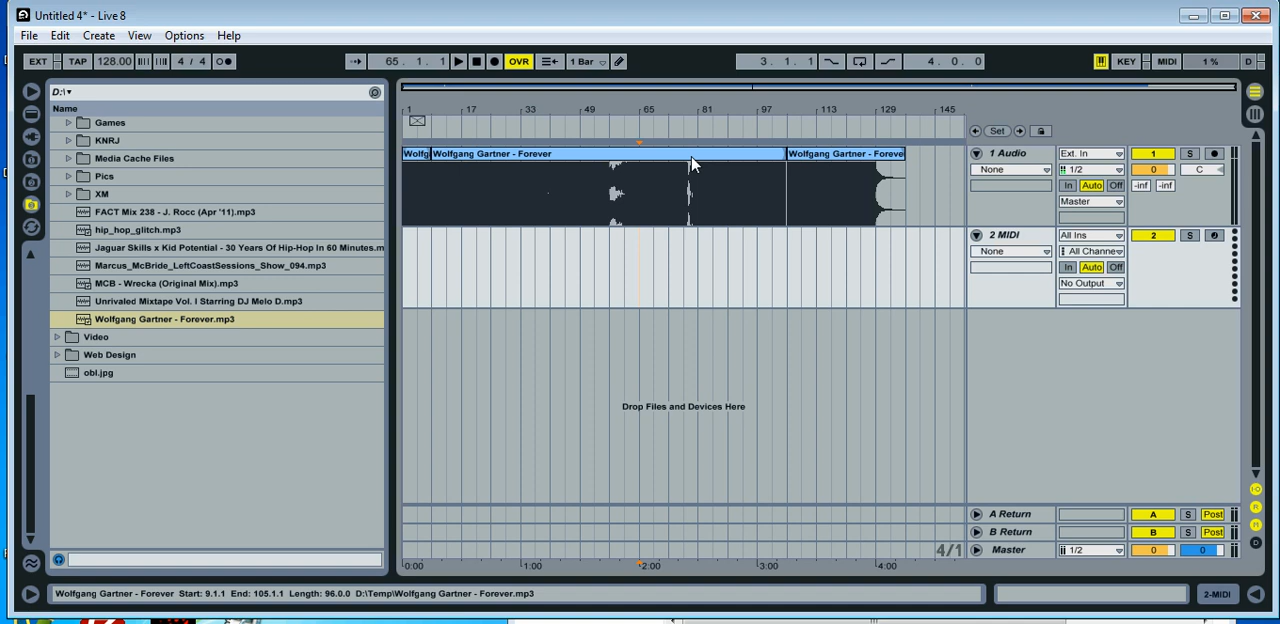 Untitled 4* - Live 8
File Edit Create View Options Help
EXT TAP 128.00 4 / 4 65. 1. 1 OVR 1 Bar 3. 1. 1 4. 0. 0 KEY MIDI 1 % D
D:\
Name
Games
KNRJ
Media Cache Files
Pics
XM
FACT Mix 238 - J. Rocc (Apr '11).mp3
hip_hop_glitch.mp3
Jaguar Skills x Kid Potential - 30 Years Of Hip-Hop In 60 Minutes.m
Marcus_McBride_LeftCoastSessions_Show_094.mp3
MCB - Wrecka (Original Mix).mp3
Unrivaled Mixtape Vol. I Starring DJ Melo D.mp3
Wolfgang Gartner - Forever.mp3
Video
Web Design
obl.jpg
1 17 33 49 65 81 97 113 129 145
Set
Wolfg Wolfgang Gartner - Forever Wolfgang Gartner - Foreve
1 Audio Ext. In 1 S
None 1/2 0 C
In Auto Off -inf -inf
Master
2 MIDI All Ins 2 S
None All Channe
In Auto Off
No Output
Drop Files and Devices Here
A Return A S Post
B Return B S Post
4/1 Master 1/2 0 0
0:00 1:00 2:00 3:00 4:00
Wolfgang Gartner - Forever Start: 9.1.1 End: 105.1.1 Length: 96.0.0 D:\Temp\Wolfgang Gartner - Forever.mp3
2-MIDI